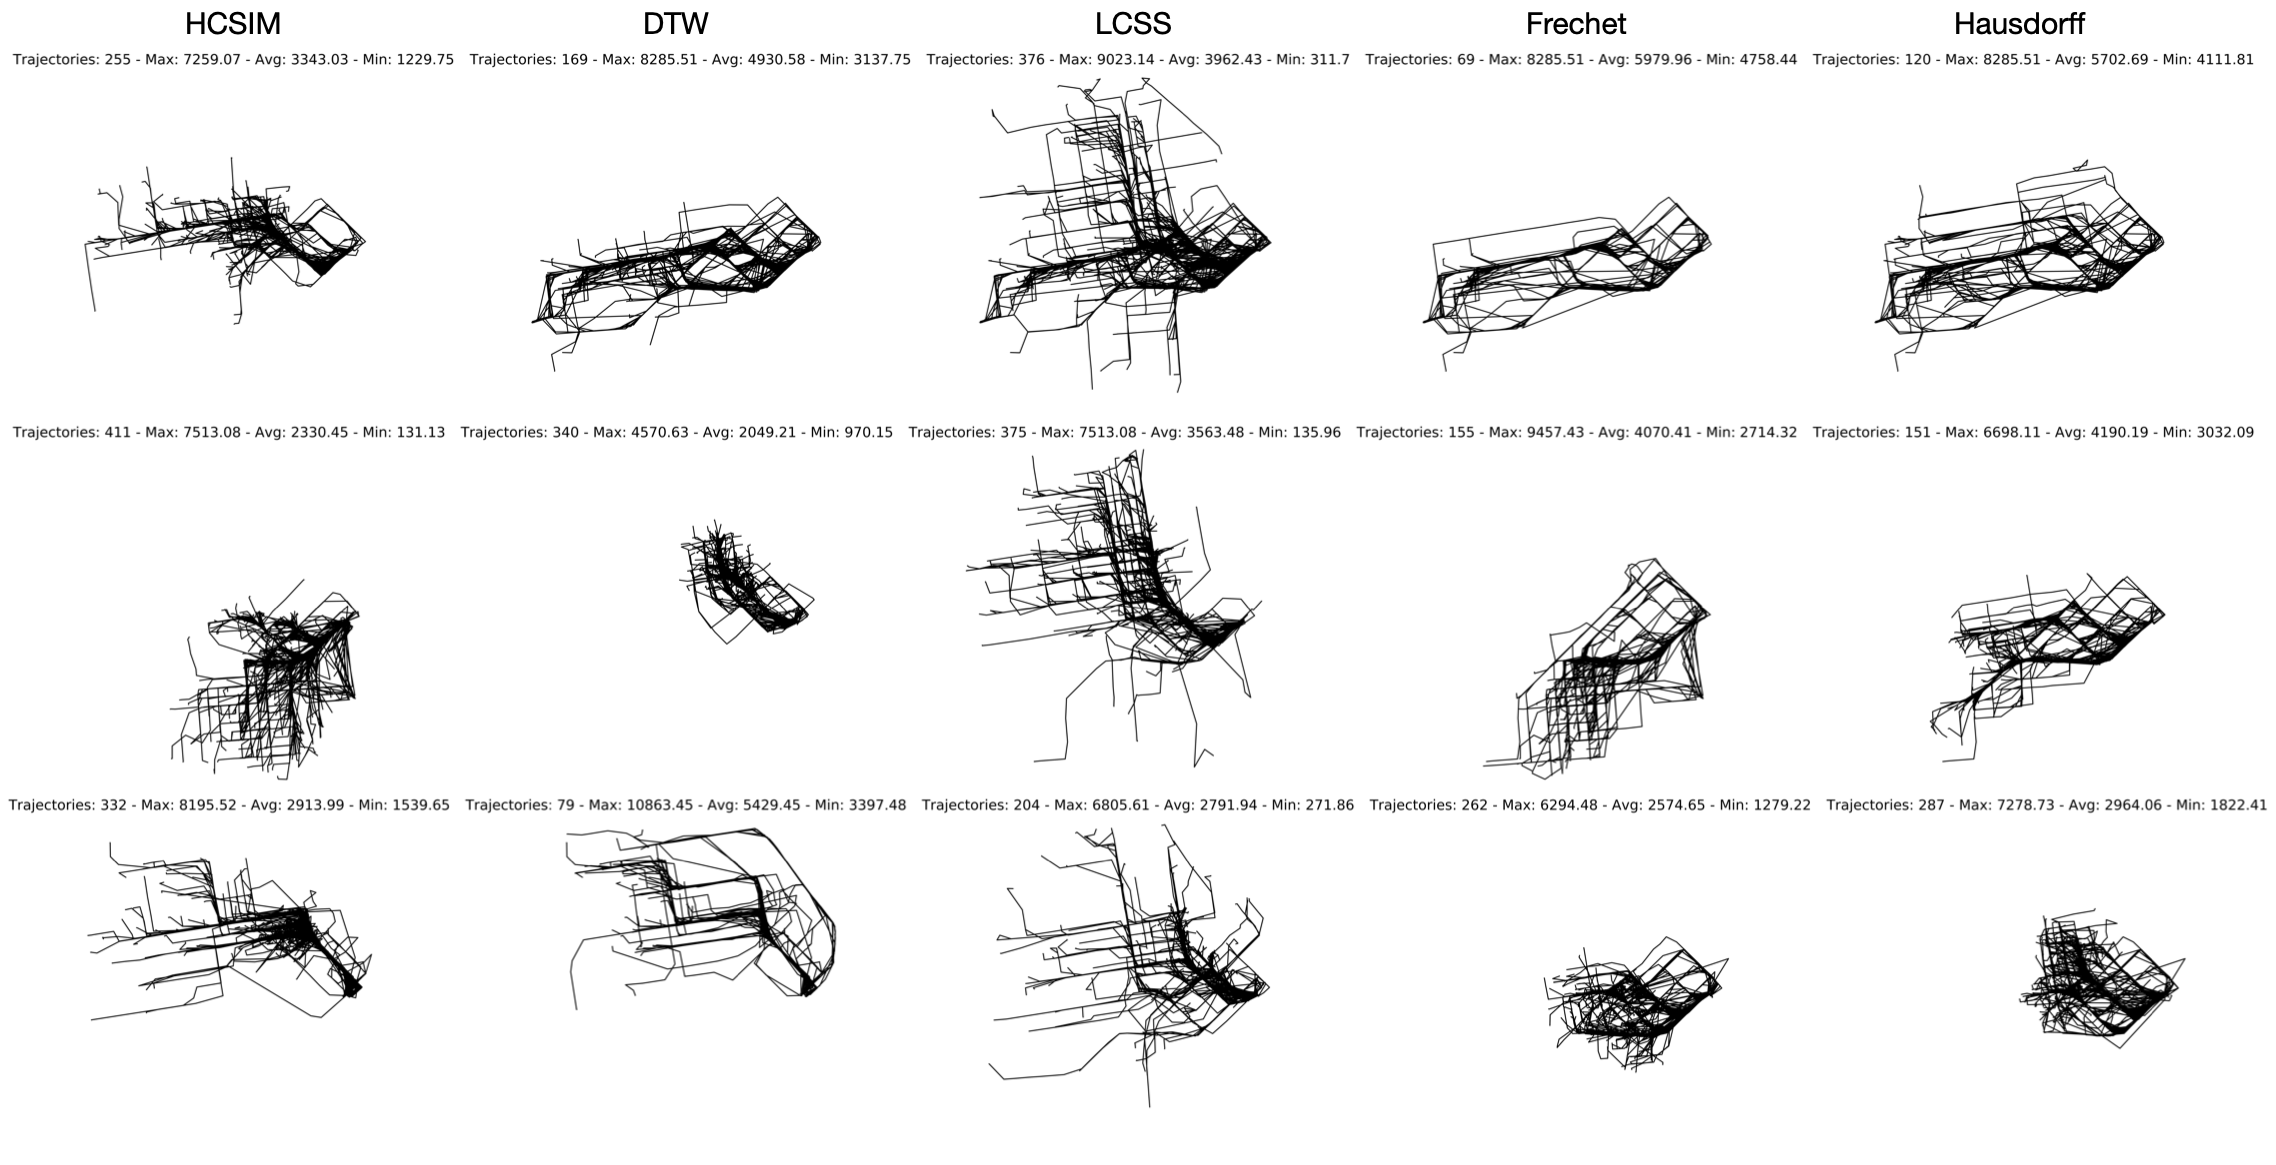 HCSIM DTW LCSS Frechet Hausdorff
Trajectories: 255 - Max: 7259.07 - Avg: 3343.03 - Min: 1229.75 Trajectories: 169 - Max: 8285.51 - Avg: 4930.58 - Min: 3137.75 Trajectories: 376 - Max: 9023.14 - Avg: 3962.43 - Min: 311.7 Trajectories: 69 - Max: 8285.51 - Avg: 5979.96 - Min: 4758.44 Trajectories: 120 - Max: 8285.51 - Avg: 5702.69 - Min: 4111.81
Trajectories: 411 - Max: 7513.08 - Avg: 2330.45 - Min: 131.13 Trajectories: 340 - Max: 4570.63 - Avg: 2049.21 - Min: 970.15 Trajectories: 375 - Max: 7513.08 - Avg: 3563.48 - Min: 135.96 Trajectories: 155 - Max: 9457.43 - Avg: 4070.41 - Min: 2714.32 Trajectories: 151 - Max: 6698.11 - Avg: 4190.19 - Min: 3032.09
Trajectories: 332 - Max: 8195.52 - Avg: 2913.99 - Min: 1539.65 Trajectories: 79 - Max: 10863.45 - Avg: 5429.45 - Min: 3397.48 Trajectories: 204 - Max: 6805.61 - Avg: 2791.94 - Min: 271.86 Trajectories: 262 - Max: 6294.48 - Avg: 2574.65 - Min: 1279.22 Trajectories: 287 - Max: 7278.73 - Avg: 2964.06 - Min: 1822.41